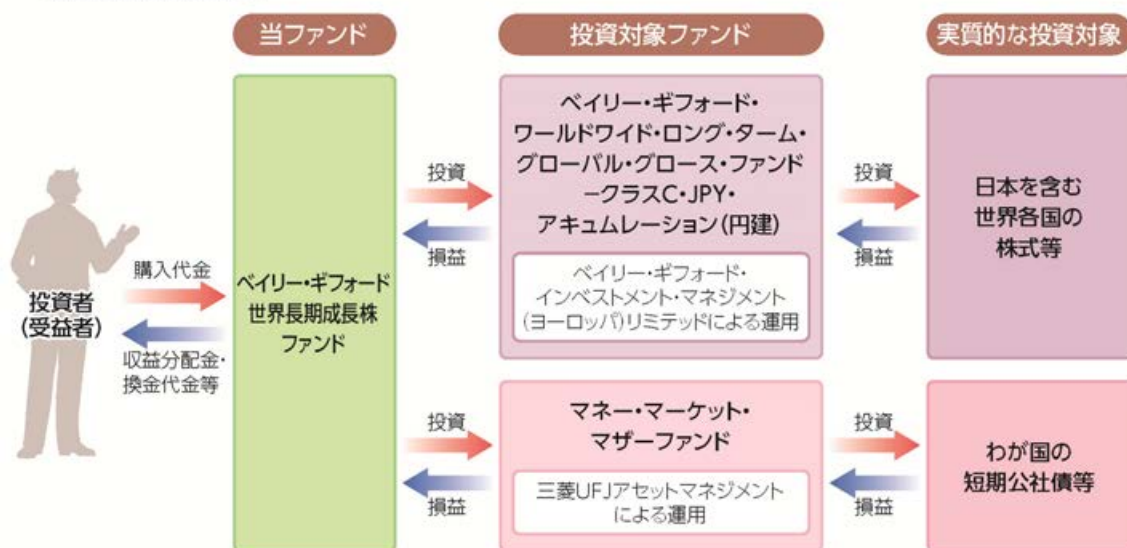 当ファンド
投資対象ファンド
実質的な投資対象
投資者
(受益者)
購入代金
収益分配金・
換金代金等
ベイリー・ギフォード
世界長期成長株
ファンド
投資
損益
ベイリー・ギフォード・
ワールドワイド・ロング・ターム・
グローバル・グロース・ファンド
－クラスC・JPY・
アキュムレーション(円建)
ベイリー・ギフォード・
インベストメント・マネジメント
(ヨーロッパ)リミテッドによる運用
投資
損益
日本を含む
世界各国の
株式等
投資
損益
マネー・マーケット・
マザーファンド
三菱UFJアセットマネジメント
による運用
投資
損益
わが国の
短期公社債等